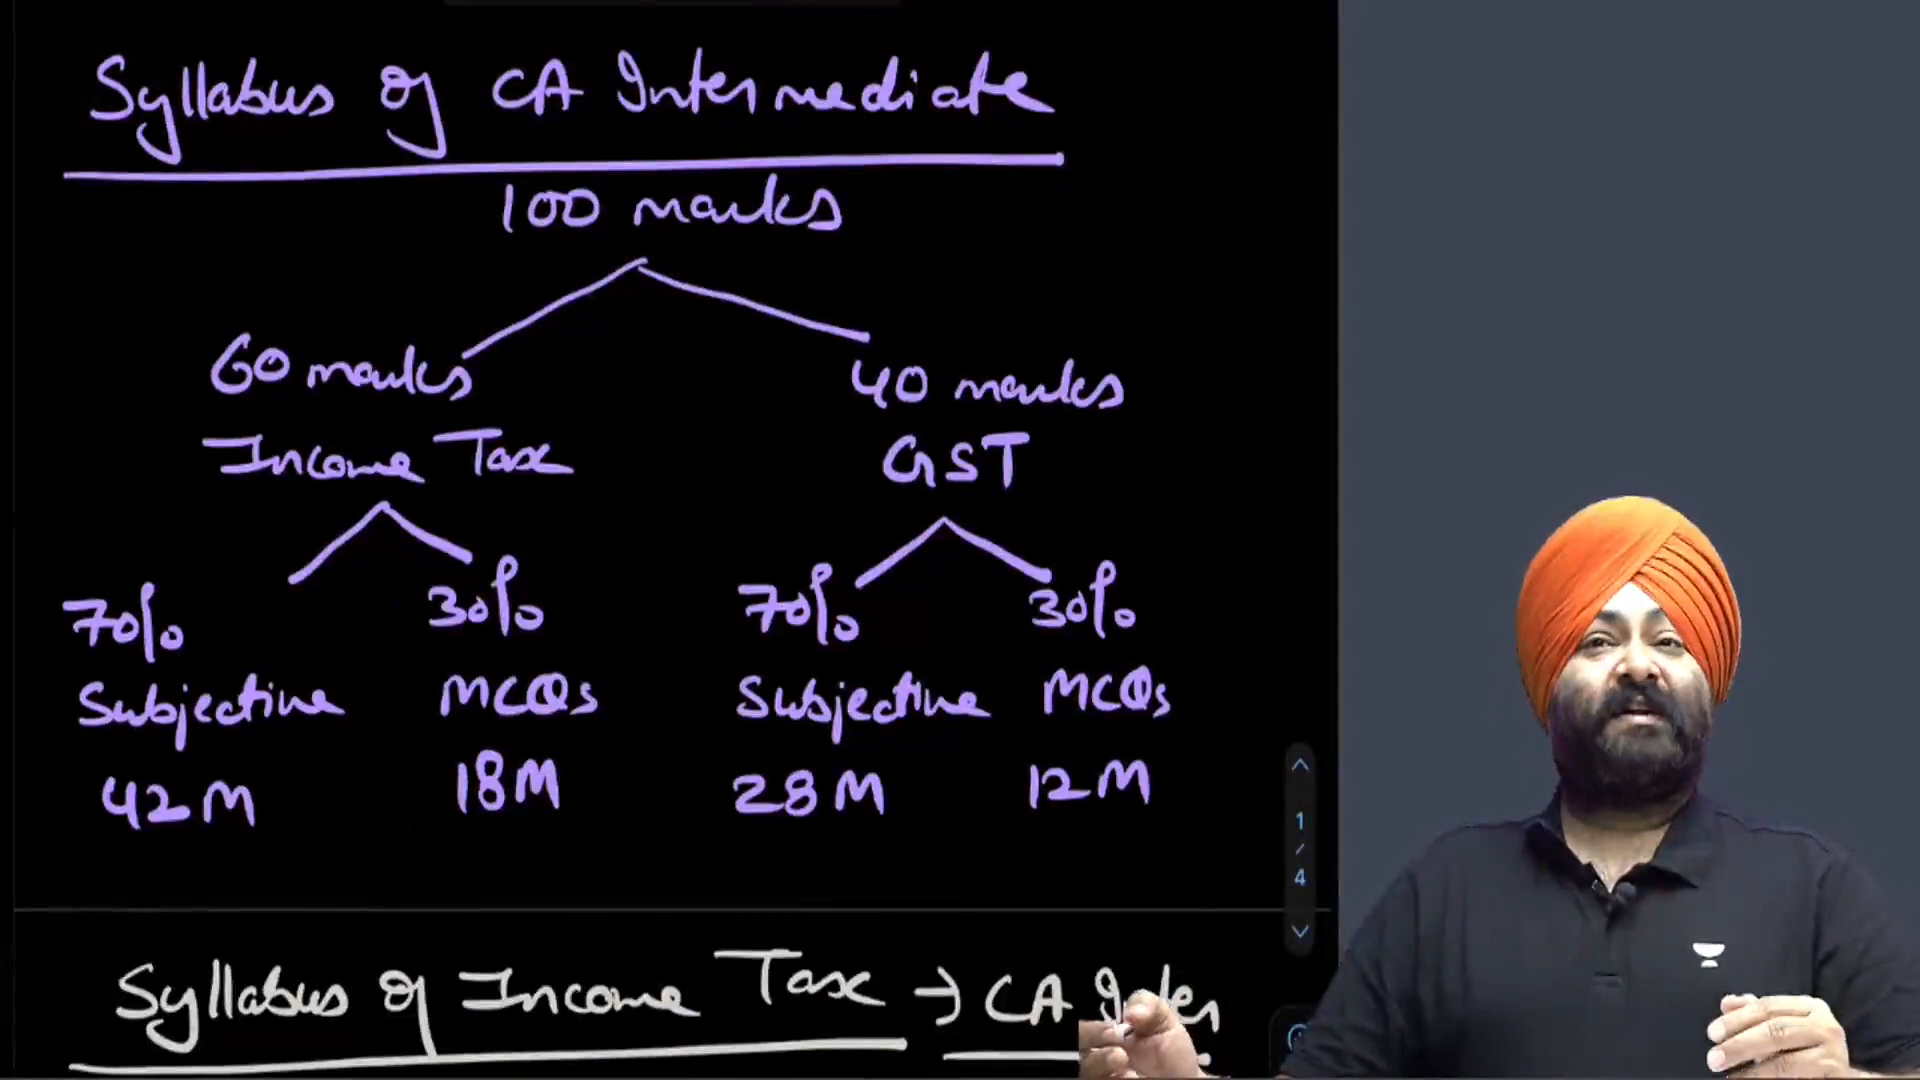 Syllabus of CA Intermediate
100 marks
60 marks 40 marks
Income Tax GST
70% 30% 70% 30%
Subjective MCQs Subjective MCQs
42M 18M 28M 12M
1
/
4
Syllabus of Income Tax → CA Inter